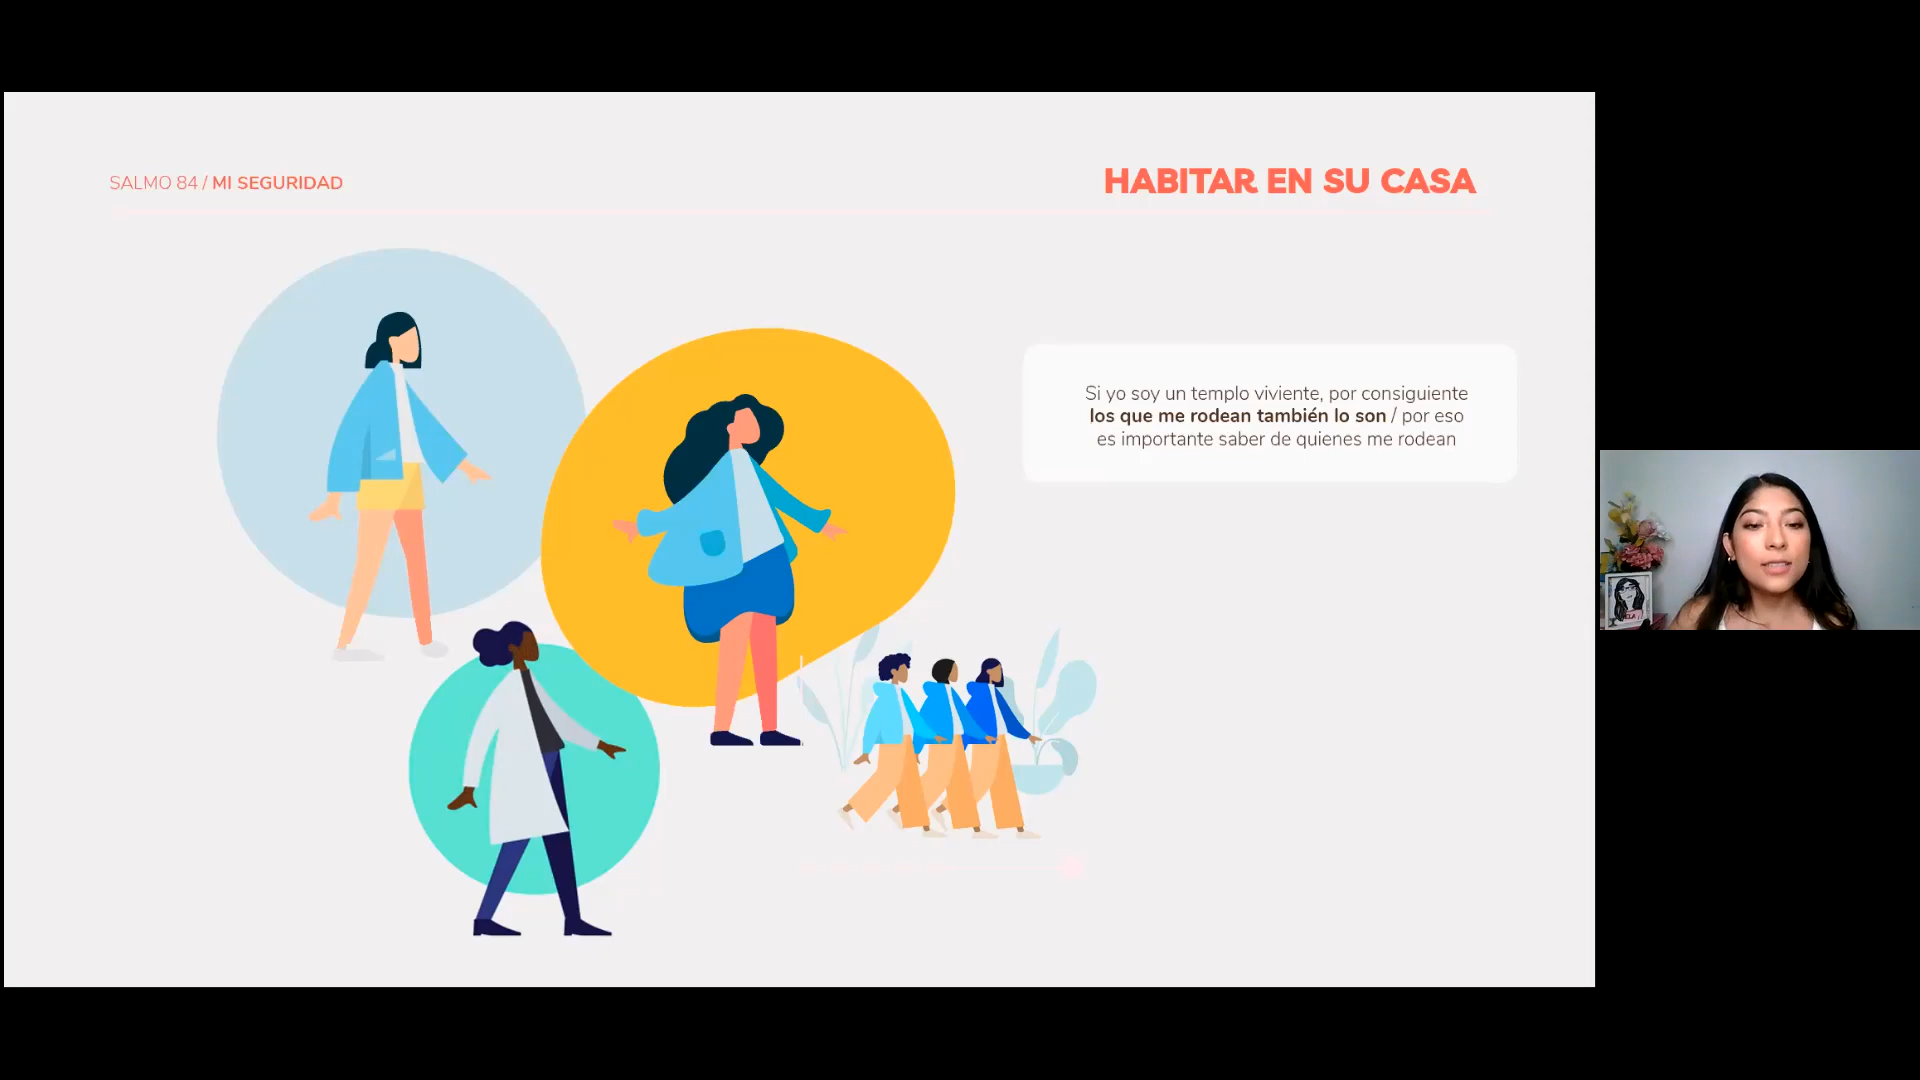 SALMO 84 / MI SEGURIDAD
HABITAR EN SU CASA
Si yo soy un templo viviente, por consiguiente
los que me rodean también lo son / por eso
es importante saber de quienes me rodean